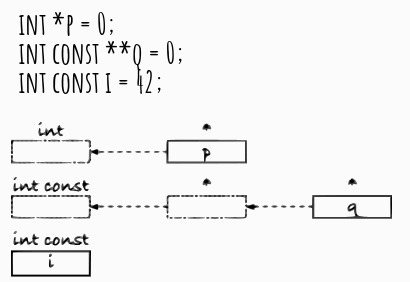 INT *P = 0;
INT CONST **Q = 0;
INT CONST I = 42;
int *
p
int const * *
q
int const
i